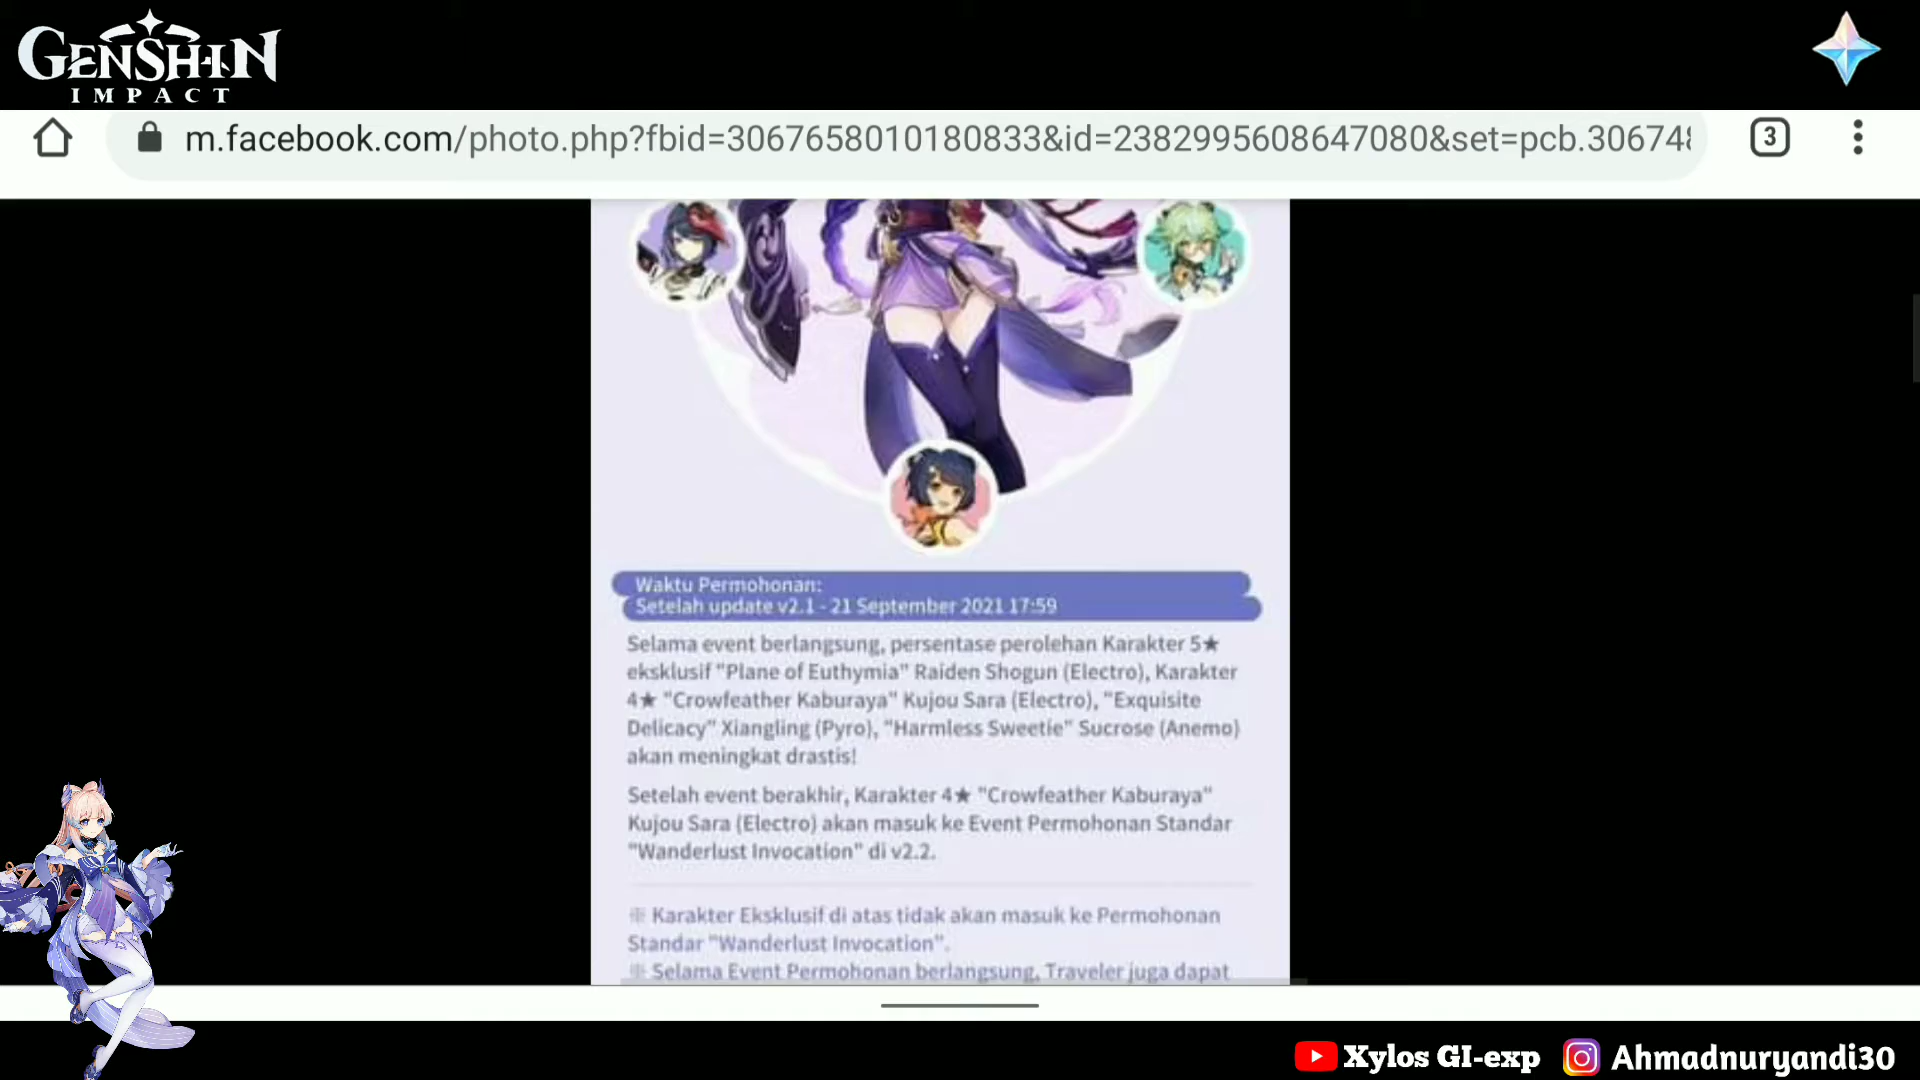 GENSHIN
IMPACT
m.facebook.com/photo.php?fbid=3067658010180833&id=2382995608647080&set=pcb.306748
3
Waktu Permohonan:
Setelah update v2.1 - 21 September 2021 17:59
Selama event berlangsung, persentase perolehan Karakter 5★
eksklusif "Plane of Euthymia" Raiden Shogun (Electro), Karakter
4★ "Crowfeather Kaburaya" Kujou Sara (Electro), "Exquisite
Delicacy" Xiangling (Pyro), "Harmless Sweetie" Sucrose (Anemo)
akan meningkat drastis!
Setelah event berakhir, Karakter 4★ "Crowfeather Kaburaya"
Kujou Sara (Electro) akan masuk ke Event Permohonan Standar
"Wanderlust Invocation" di v2.2.
※ Karakter Eksklusif di atas tidak akan masuk ke Permohonan
Standar "Wanderlust Invocation".
※ Selama Event Permohonan berlangsung, Traveler juga dapat
Xylos GI-exp
Ahmadnuryandi30